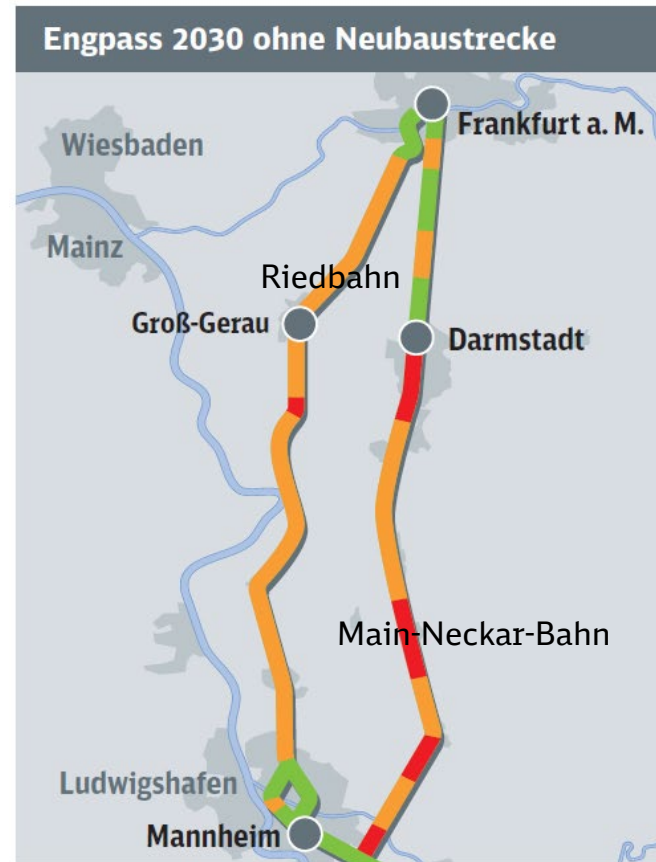 Engpass 2030 ohne Neubaustrecke
Frankfurt a. M.
Wiesbaden
Mainz
Riedbahn
Groß-Gerau
Darmstadt
Main-Neckar-Bahn
Ludwigshafen
Mannheim